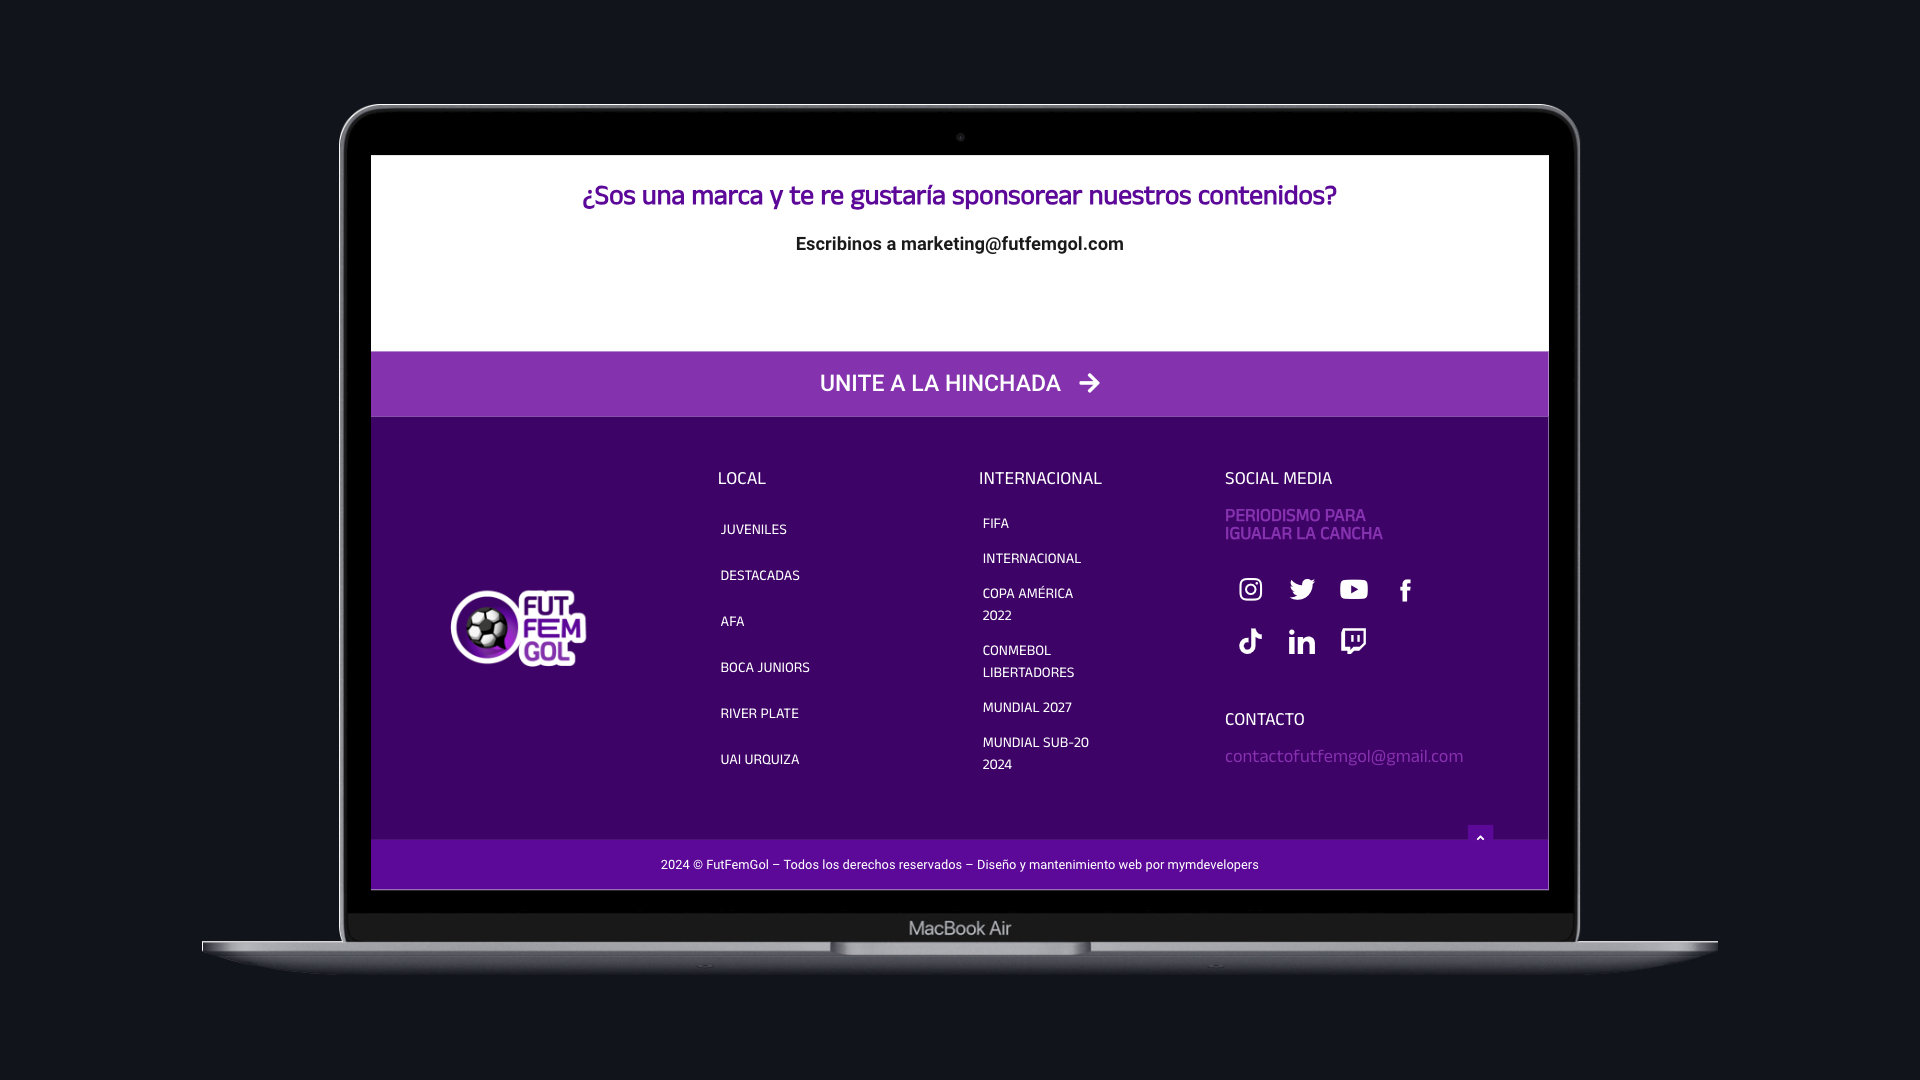 ¿Sos una marca y te re gustaría sponsorear nuestros contenidos?
Escribinos a marketing@futfemgol.com
UNITE A LA HINCHADA
FUT
FEM
GOL
LOCAL
JUVENILES
DESTACADAS
AFA
BOCA JUNIORS
RIVER PLATE
UAI URQUIZA
INTERNACIONAL
FIFA
INTERNACIONAL
COPA AMÉRICA
2022
CONMEBOL
LIBERTADORES
MUNDIAL 2027
MUNDIAL SUB-20
2024
SOCIAL MEDIA
PERIODISMO PARA
IGUALAR LA CANCHA
CONTACTO
contactofutfemgol@gmail.com
2024 © FutFemGol – Todos los derechos reservados – Diseño y mantenimiento web por mymdevelopers
MacBook Air